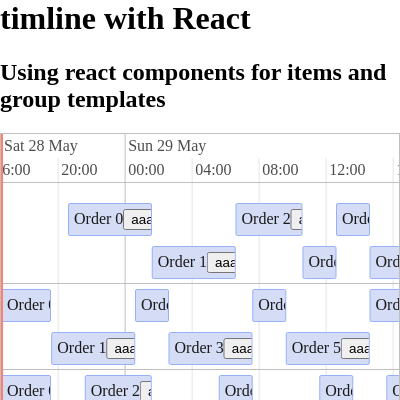 timline with React
Using react components for items and
group templates
Sat 28 May Sun 29 May
6:00 20:00 00:00 04:00 08:00 12:00
Order 0 aaa Order 2 a Orde
Order 1 aaa Orde Ord
Order Orde Orde Ord
Order 1 aaa Order 3 aaa Order 5 aaa
Order Order 2 a Orde Orde O